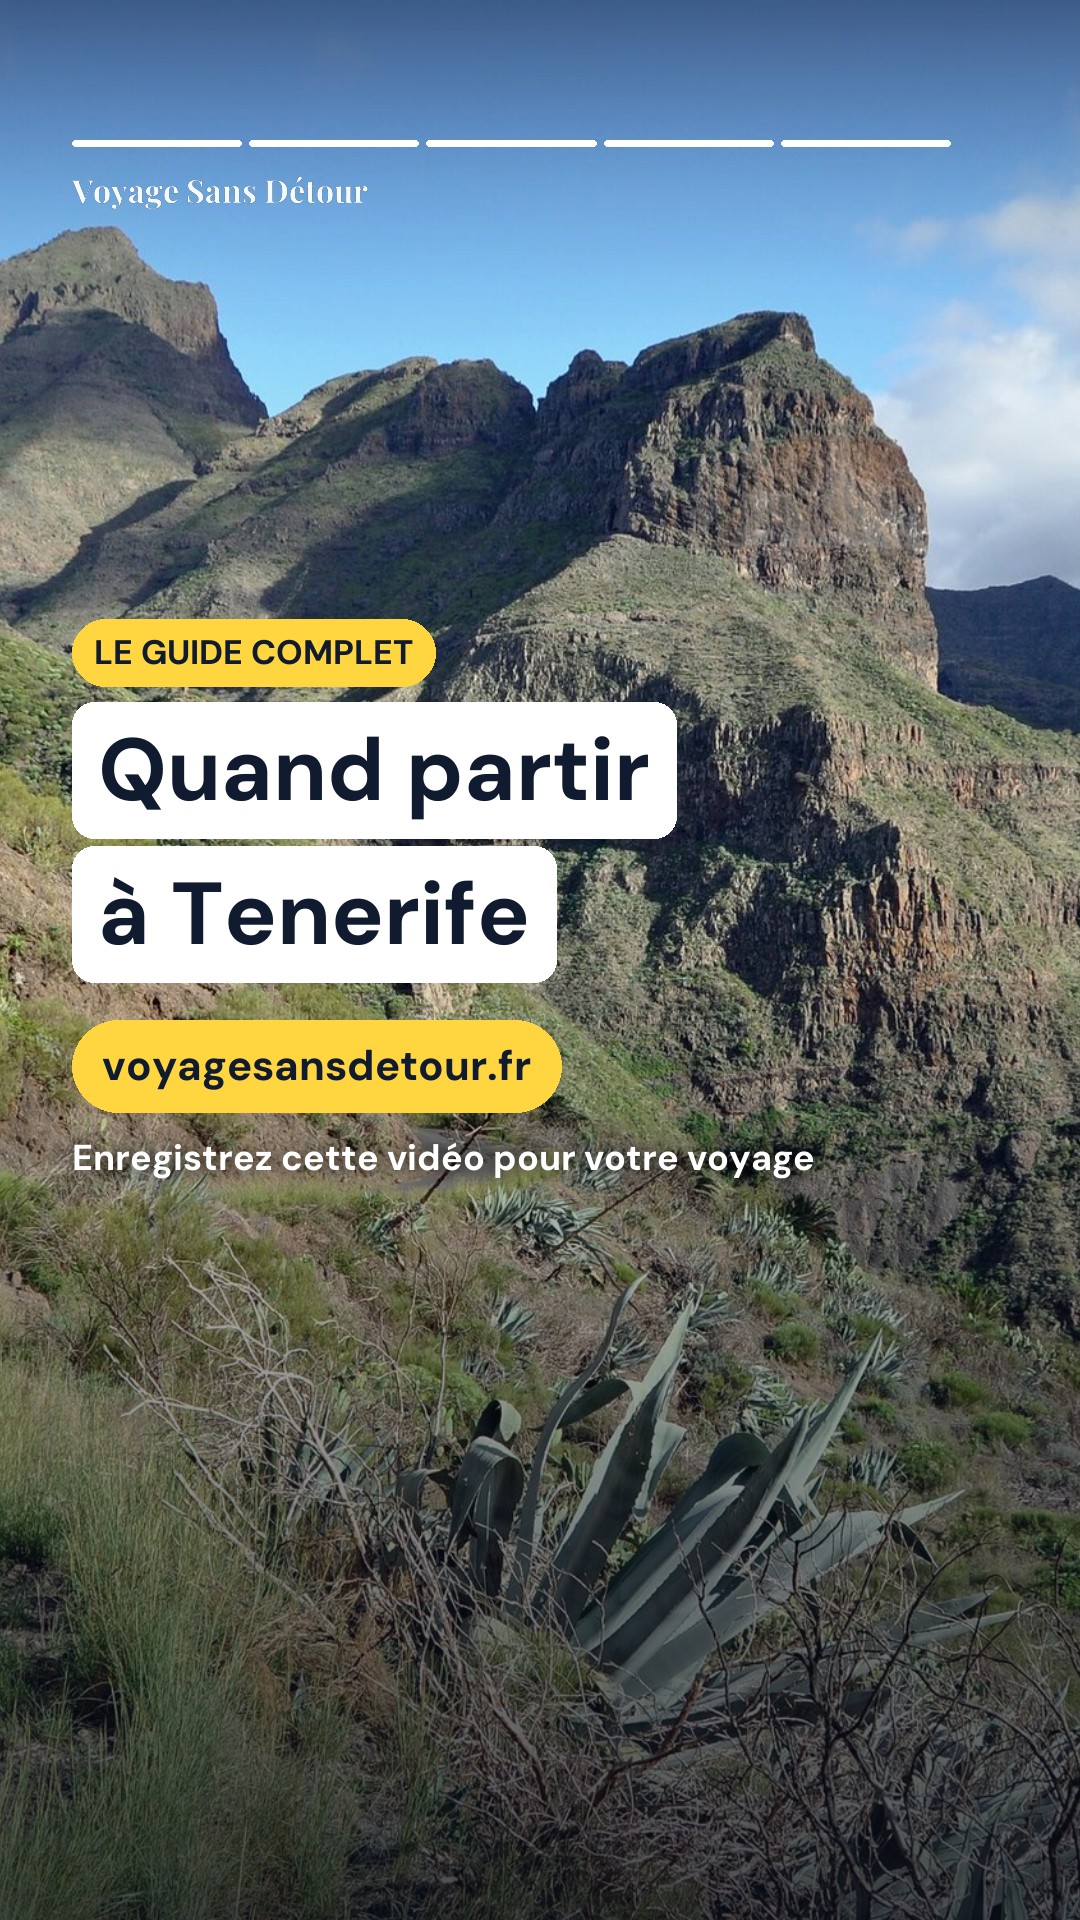 Voyage Sans Détour
LE GUIDE COMPLET
Quand partir
à Tenerife
voyagesansdetour.fr
Enregistrez cette vidéo pour votre voyage